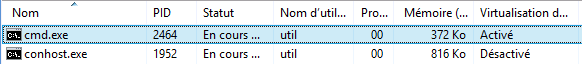 Nom PID Statut Nom d'util... Pro... Mémoire (... Virtualisation d...
cmd.exe 2464 En cours ... util 00 372 Ko Activé
conhost.exe 1952 En cours ... util 00 816 Ko Désactivé